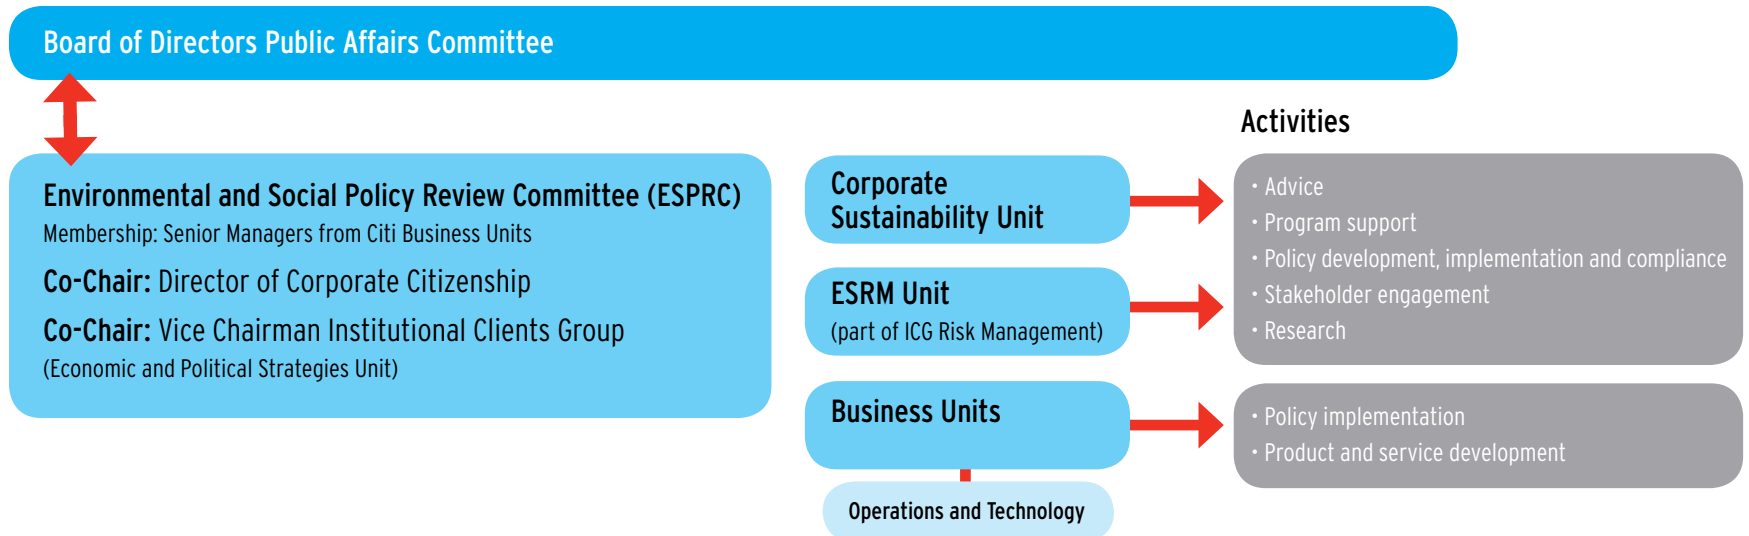 Board of Directors Public Affairs Committee
Environmental and Social Policy Review Committee (ESPRC)
Membership: Senior Managers from Citi Business Units
Co-Chair: Director of Corporate Citizenship
Co-Chair: Vice Chairman Institutional Clients Group
(Economic and Political Strategies Unit)
Corporate
Sustainability Unit
ESRM Unit
(part of ICG Risk Management)
Business Units
Operations and Technology
Activities
• Advice
• Program support
• Policy development, implementation and compliance
• Stakeholder engagement
• Research
• Policy implementation
• Product and service development